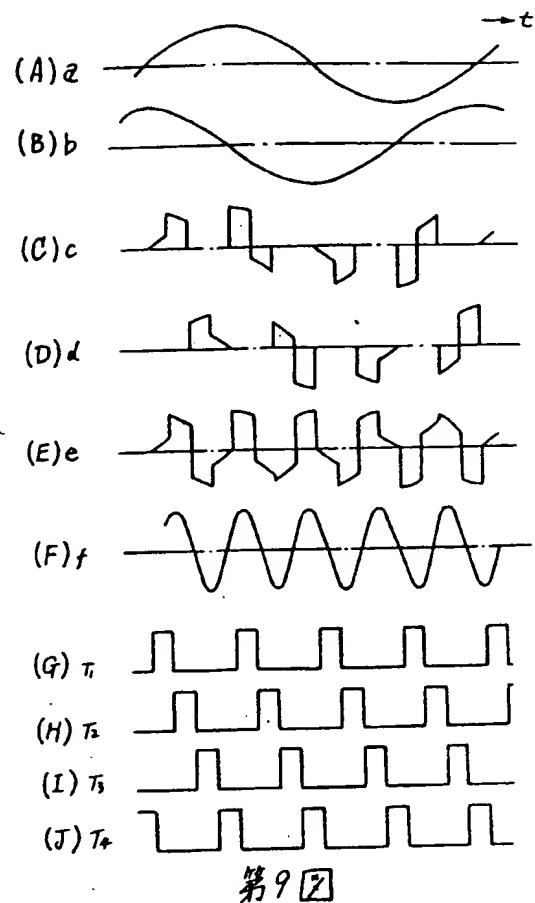 → t
(A) a
(B) b
(C) c
(D) d
(E) e
(F) f
(G) T₁
(H) T₂
(I) T₃
(J) T₄
第9図